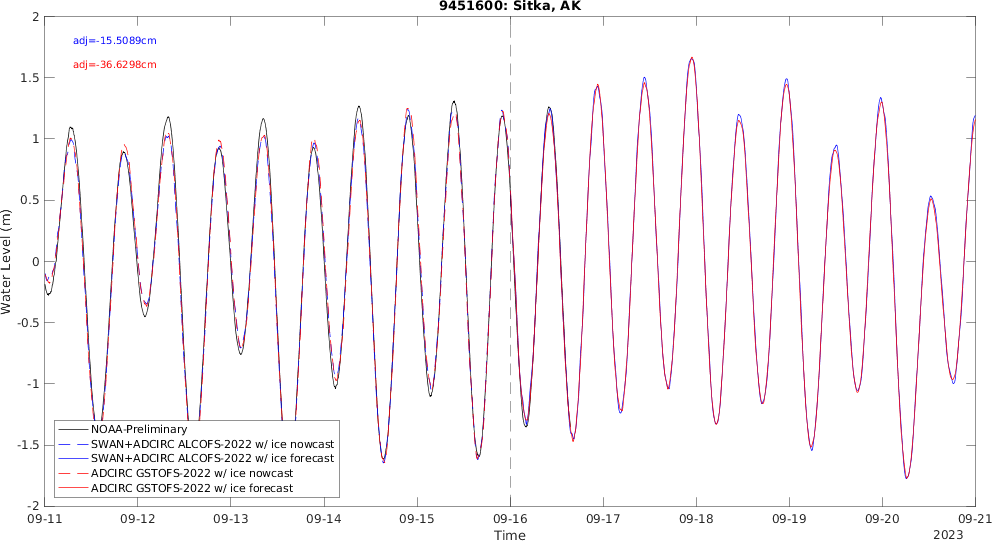 9451600: Sitka, AK
adj=-15.5089cm
adj=-36.6298cm
Water Level (m)
2
1.5
1
0.5
0
-0.5
-1
-1.5
-2
NOAA-Preliminary
SWAN+ADCIRC ALCOFS-2022 w/ ice nowcast
SWAN+ADCIRC ALCOFS-2022 w/ ice forecast
ADCIRC GSTOFS-2022 w/ ice nowcast
ADCIRC GSTOFS-2022 w/ ice forecast
09-11 09-12 09-13 09-14 09-15 09-16 09-17 09-18 09-19 09-20 09-21
Time
2023